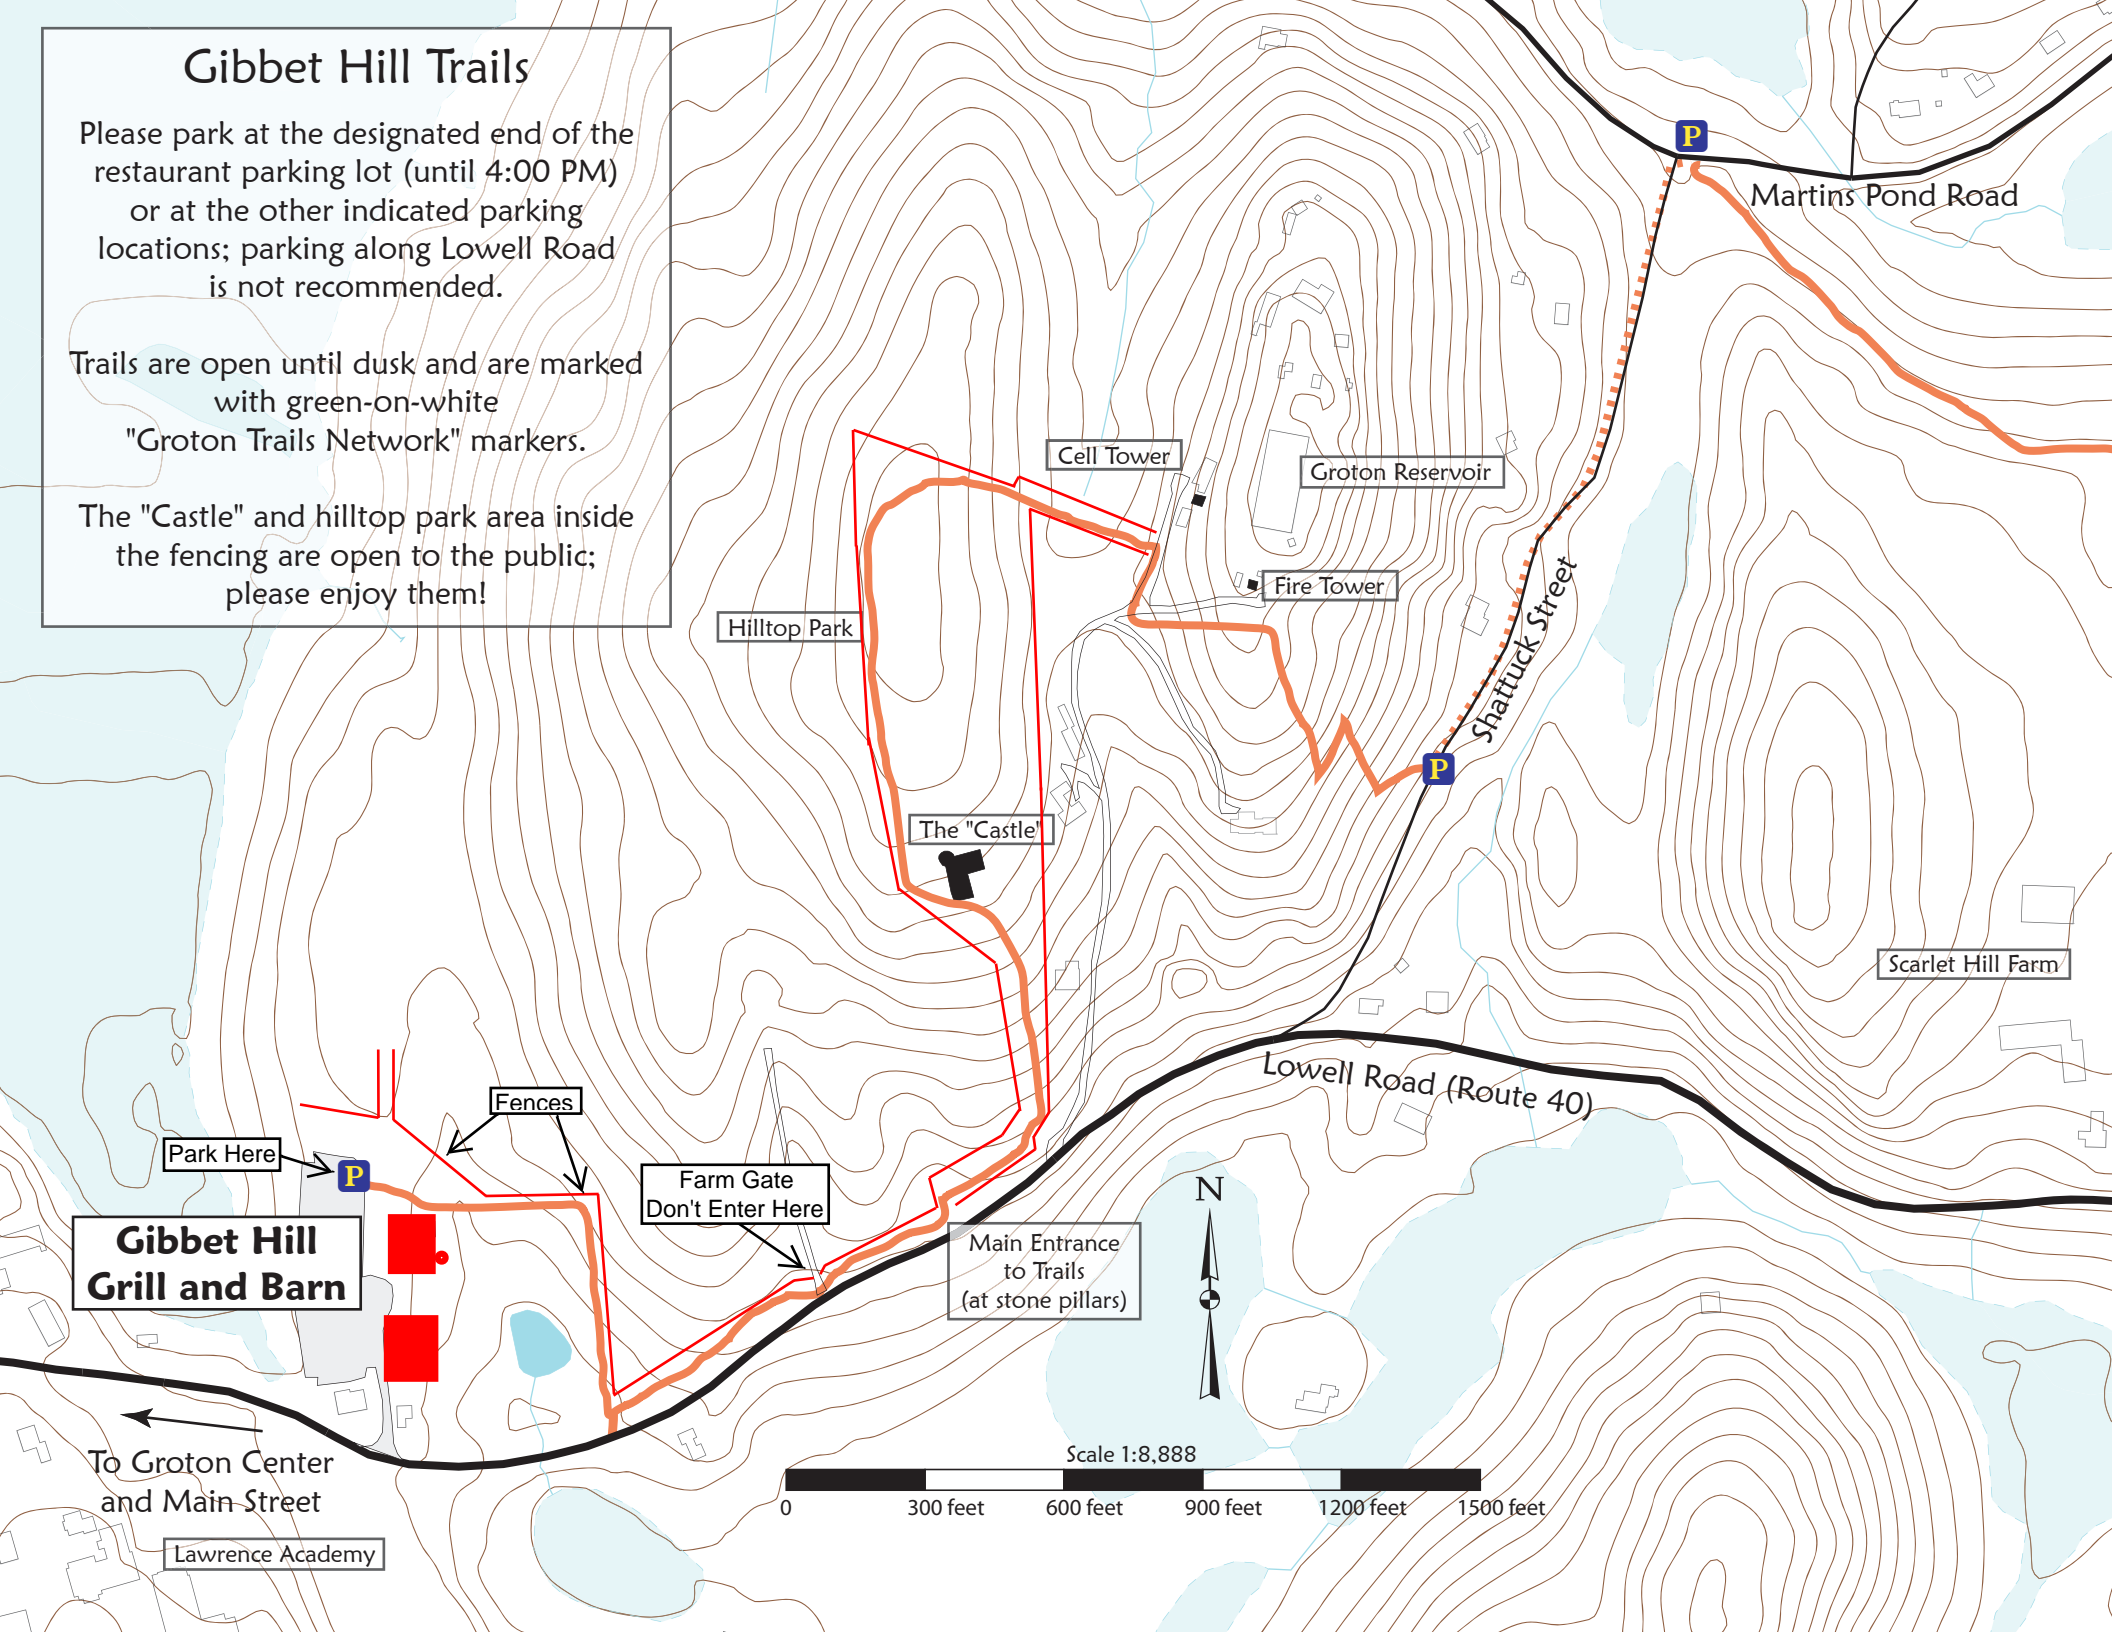 Gibbet Hill Trails
Please park at the designated end of the
restaurant parking lot (until 4:00 PM)
or at the other indicated parking
locations; parking along Lowell Road
is not recommended.
Trails are open until dusk and are marked
with green-on-white
"Groton Trails Network" markers.
The "Castle" and hilltop park area inside
the fencing are open to the public;
please enjoy them!
P
Martins Pond Road
Cell Tower
Groton Reservoir
Fire Tower
Hilltop Park
Shattuck Street
P
The "Castle"
Scarlet Hill Farm
Lowell Road (Route 40)
Fences
Park Here
P
Farm Gate
Don't Enter Here
N
Gibbet Hill
Grill and Barn
Main Entrance
to Trails
(at stone pillars)
To Groton Center
and Main Street
Scale 1:8,888
0
300 feet
600 feet
900 feet
1200 feet
1500 feet
Lawrence Academy